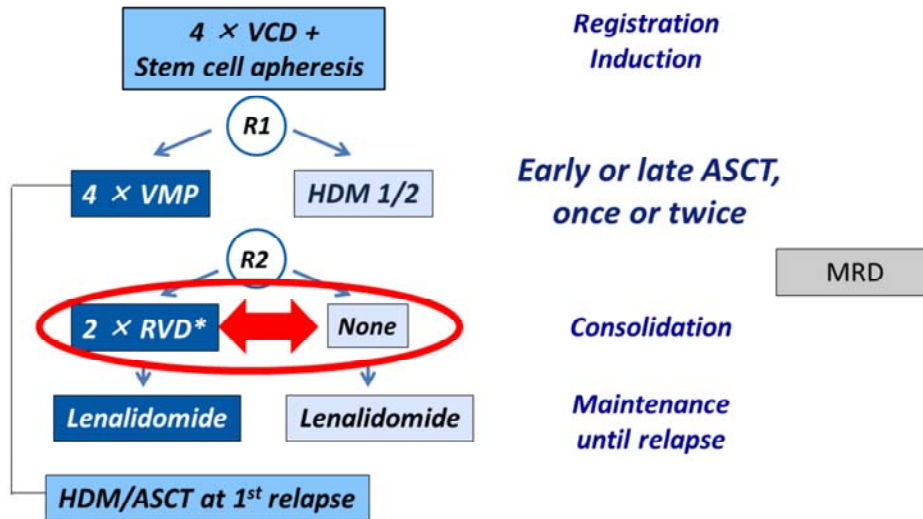 4 × VCD +
Stem cell apheresis
Registration
Induction
R1
4 × VMP
HDM 1/2
Early or late ASCT,
once or twice
R2
MRD
2 × RVD*
None
Consolidation
Lenalidomide
Lenalidomide
Maintenance
until relapse
HDM/ASCT at 1st relapse